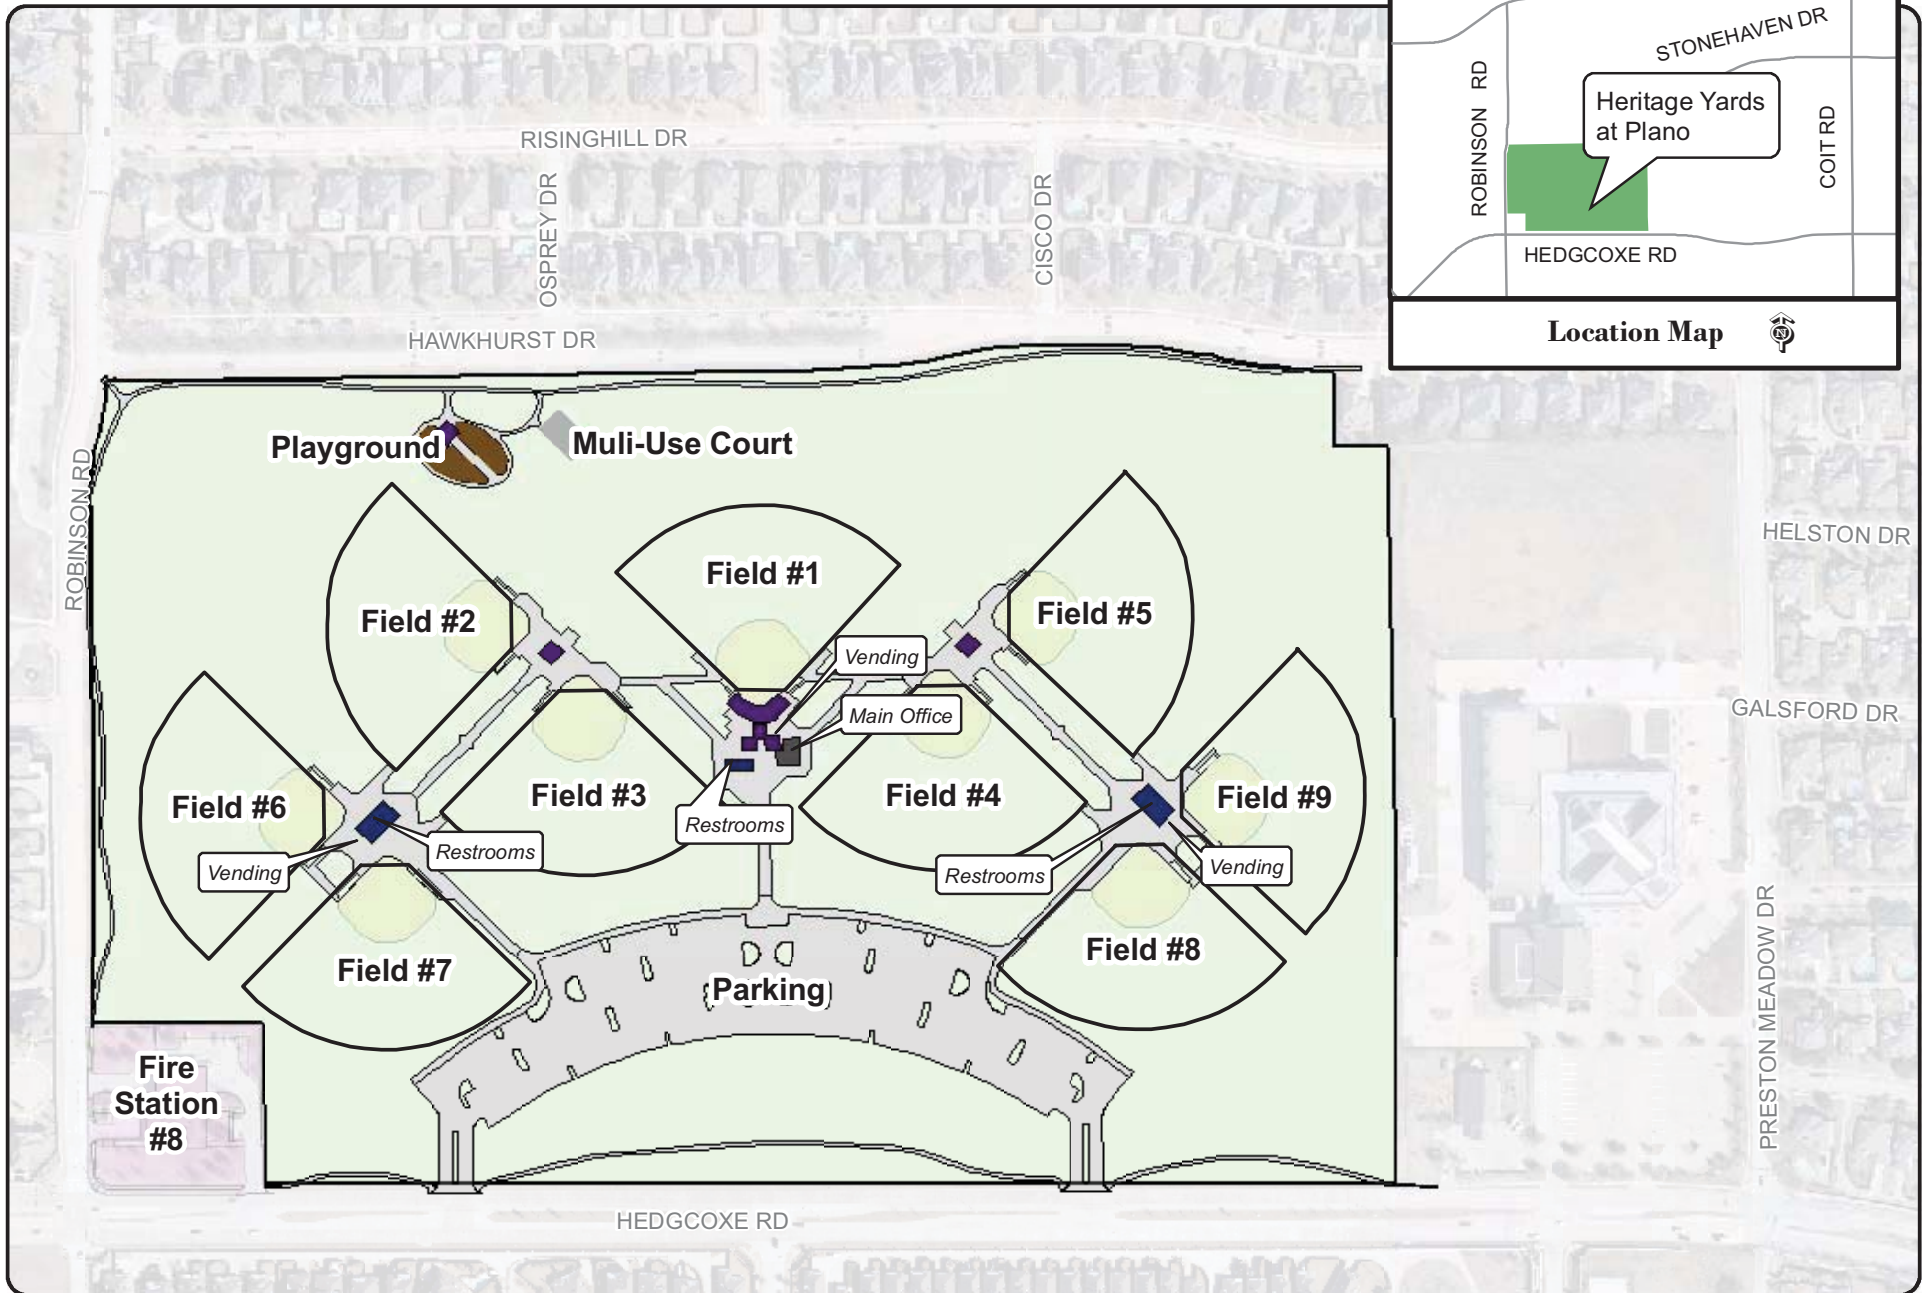 STONEHAVEN DR
ROBINSON RD
Heritage Yards
at Plano
COIT RD
HEDGCOXE RD
Location Map
N
RISINGHILL DR
OSPREY DR
CISCO DR
HAWKHURST DR
Playground
Muli-Use Court
ROBINSON RD
HELSTON DR
Field #1
Field #2
Field #5
Vending
GALSFORD DR
Main Office
Field #3
Field #4
Field #6
Field #9
Restrooms
Restrooms
Vending
Restrooms
Vending
Field #7
Field #8
Parking
PRESTON MEADOW DR
Fire
Station
#8
HEDGCOXE RD